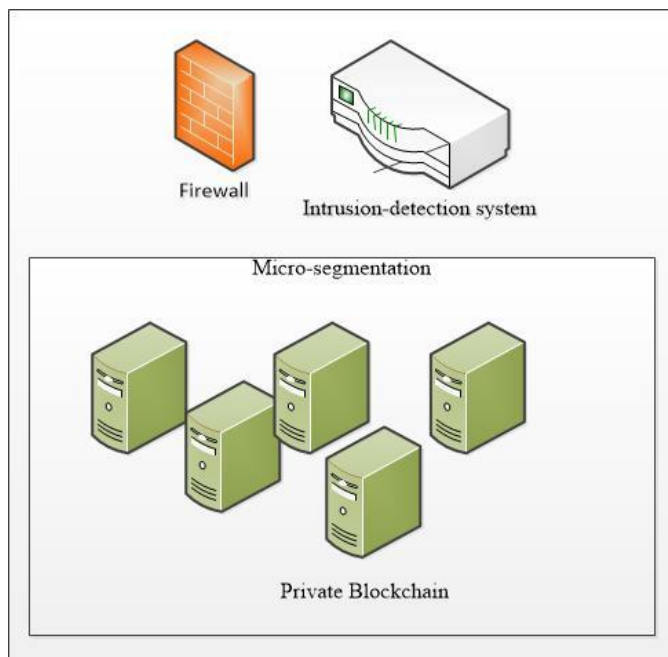 Firewall
Intrusion-detection system
Micro-segmentation
Private Blockchain